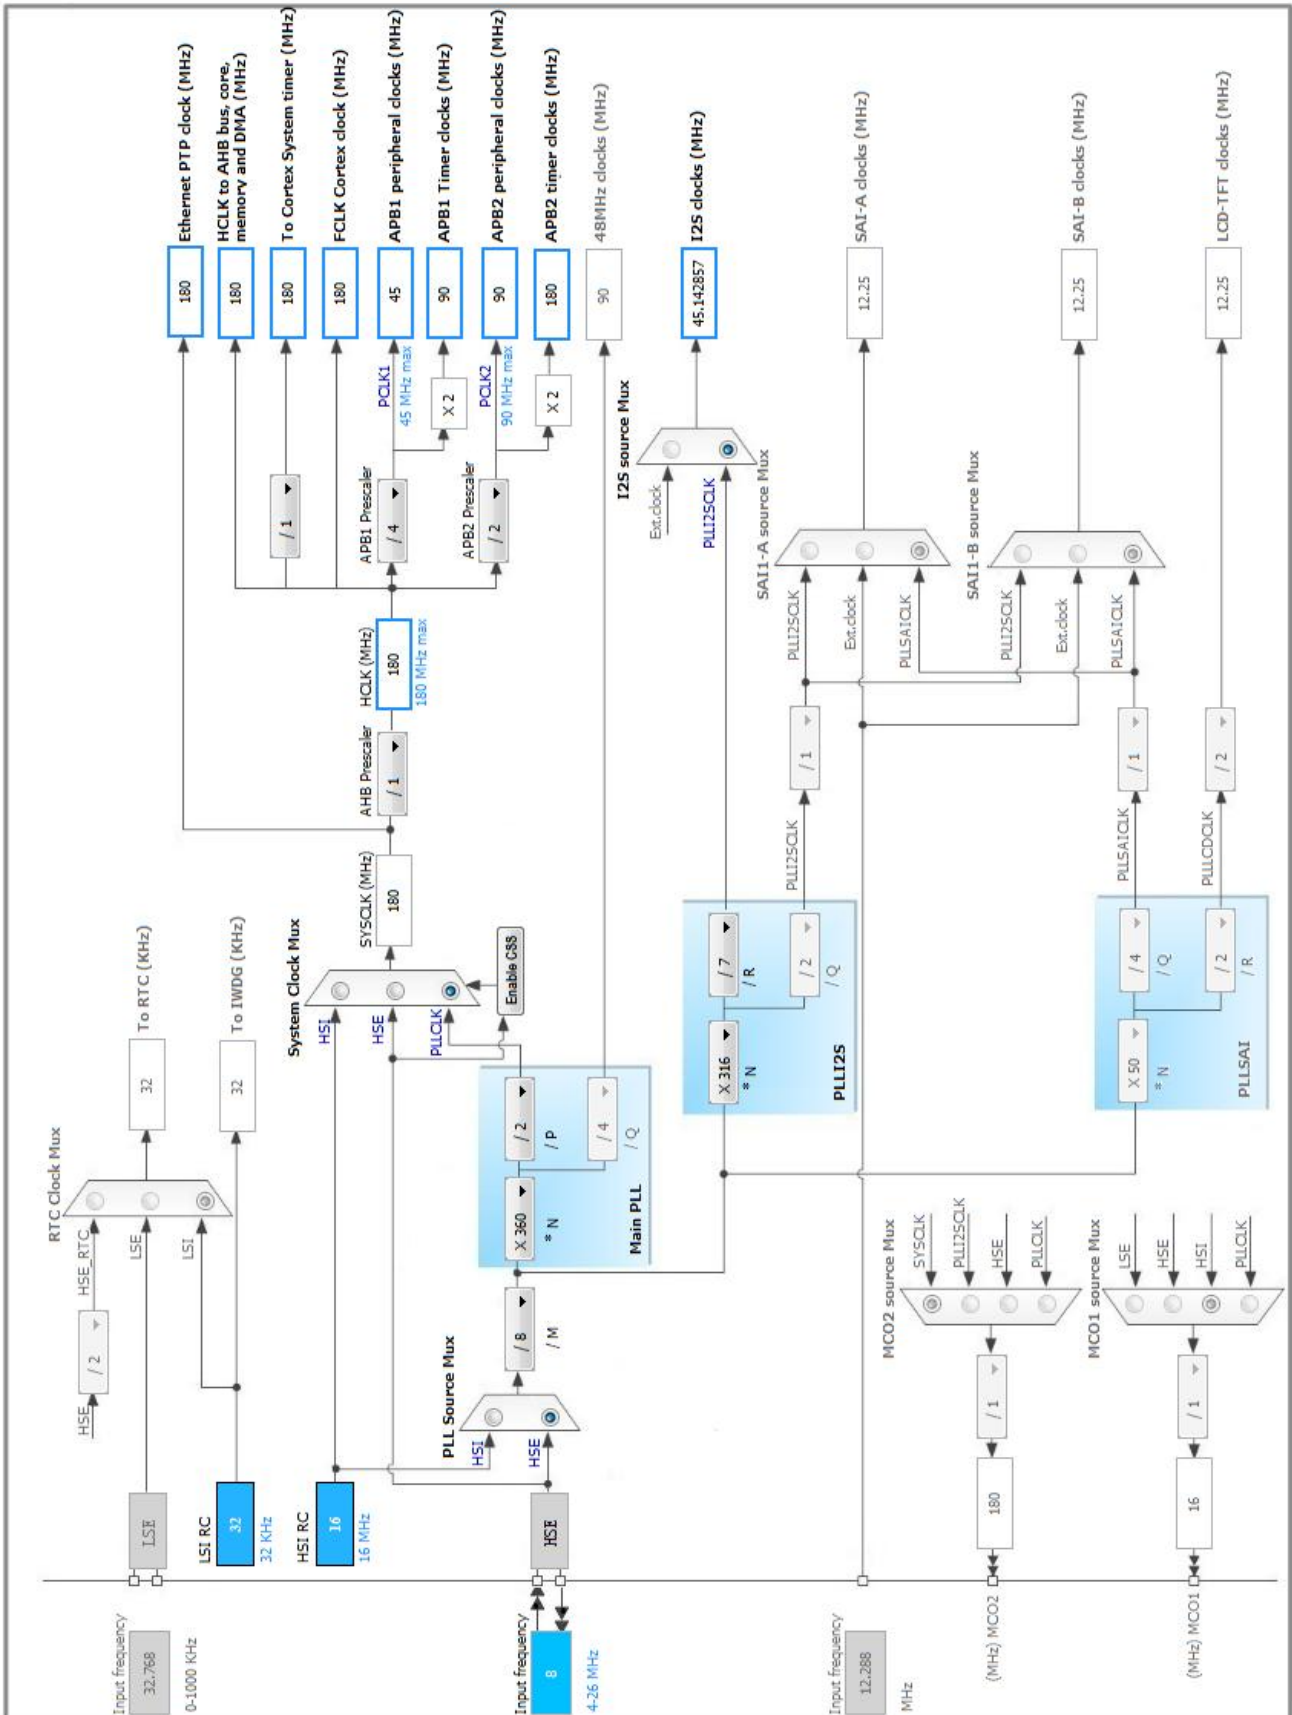 Input frequency
32.768
0-1000 KHz
LSE
HSE
/ 2
HSE_RTC
LSE
LSI
RTC Clock Mux
32
To RTC (KHz)
LSI RC
32
32 KHz
32
To IWDG (KHz)
HSI RC
16
16 MHz
Input frequency
8
4-26 MHz
HSE
PLL Source Mux
HSI
HSE
/ 8
/ M
X 360
* N
/ 2
/ P
/ 4
/ Q
Main PLL
System Clock Mux
HSI
HSE
PLLCLK
Enable CSS
SYSCLK (MHz)
180
AHB Prescaler
/ 1
HCLK (MHz)
180
180 MHz max
/ 1
APB1 Prescaler
/ 4
PCLK1
45 MHz max
X 2
APB2 Prescaler
/ 2
PCLK2
90 MHz max
X 2
180
Ethernet PTP clock (MHz)
180
HCLK to AHB bus, core,
memory and DMA (MHz)
180
To Cortex System timer (MHz)
180
FCLK Cortex clock (MHz)
45
APB1 peripheral clocks (MHz)
90
APB1 Timer clocks (MHz)
90
APB2 peripheral clocks (MHz)
180
APB2 timer clocks (MHz)
90
48MHz clocks (MHz)
X 316
* N
/ 7
/ R
/ 2
/ Q
PLLI2S
I2S source Mux
Ext.clock
PLLI2SCLK
45.142857
I2S clocks (MHz)
PLLI2SCLK
/ 1
SAI1-A source Mux
PLLI2SCLK
Ext.clock
PLLSAICLK
12.25
SAI-A clocks (MHz)
SAI1-B source Mux
PLLI2SCLK
Ext.clock
PLLSAICLK
12.25
SAI-B clocks (MHz)
Input frequency
12.288
MHz
X 50
* N
/ 4
/ Q
/ 2
/ R
PLLSAI
PLLSAICLK
/ 1
PLLLCDCLK
/ 2
12.25
LCD-TFT clocks (MHz)
(MHz) MCO2
180
/ 1
MCO2 source Mux
SYSCLK
PLLI2SCLK
HSE
PLLCLK
(MHz) MCO1
16
/ 1
MCO1 source Mux
LSE
HSE
HSI
PLLCLK